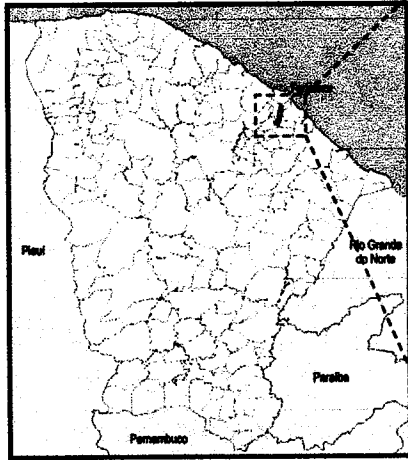 Piauí
Rio Grande
do Norte
Paraíba
Pernambuco